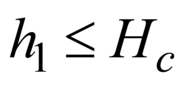 h₁ ≤ H_c